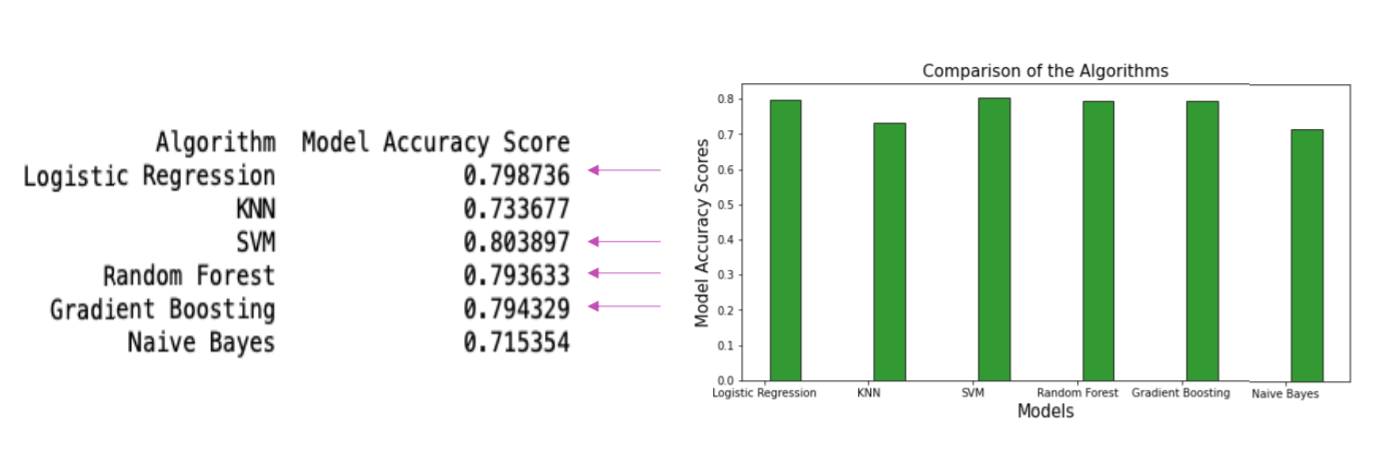 Algorithm Model Accuracy Score
Logistic Regression 0.798736
KNN 0.733677
SVM 0.803897
Random Forest 0.793633
Gradient Boosting 0.794329
Naive Bayes 0.715354
Comparison of the Algorithms
Model Accuracy Scores
0.8
0.7
0.6
0.5
0.4
0.3
0.2
0.1
0.0
Logistic Regression KNN SVM Random Forest Gradient Boosting Naive Bayes
Models